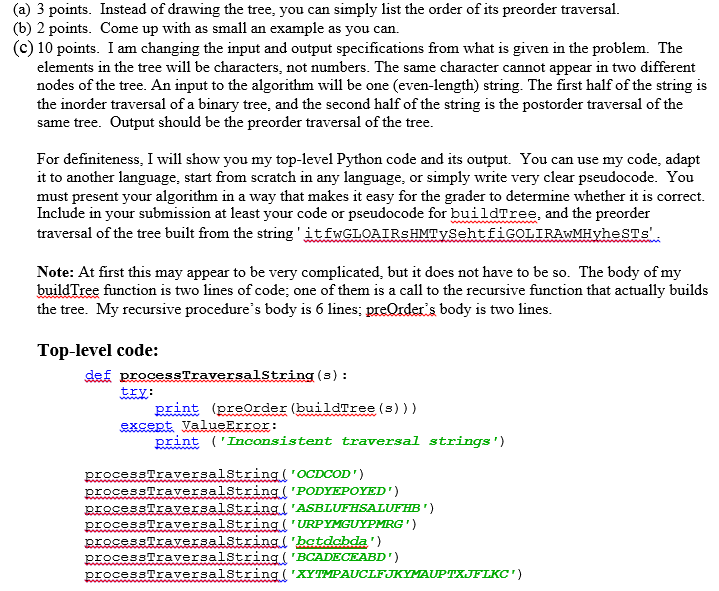 (a) 3 points.  Instead of drawing the tree, you can simply list the order of its preorder traversal.
(b) 2 points.  Come up with as small an example as you can.
(c) 10 points.  I am changing the input and output specifications from what is given in the problem.  The
elements in the tree will be characters, not numbers. The same character cannot appear in two different
nodes of the tree. An input to the algorithm will be one (even-length) string. The first half of the string is
the inorder traversal of a binary tree, and the second half of the string is the postorder traversal of the
same tree.  Output should be the preorder traversal of the tree.
For definiteness, I will show you my top-level Python code and its output.  You can use my code, adapt
it to another language, start from scratch in any language, or simply write very clear pseudocode.  You
must present your algorithm in a way that makes it easy for the grader to determine whether it is correct.
Include in your submission at least your code or pseudocode for buildTree, and the preorder
traversal of the tree built from the string 'itfwGLOAIRsHMTySehtfiGOLIRAwMHyheSTs'.
Note: At first this may appear to be very complicated, but it does not have to be so.  The body of my
buildTree function is two lines of code; one of them is a call to the recursive function that actually builds
the tree.  My recursive procedure's body is 6 lines; preOrder's body is two lines.
Top-level code:
def processTraversalString(s):
try:
print (preOrder(buildTree(s)))
except ValueError:
print ('Inconsistent traversal strings')
processTraversalString('OCDCOD')
processTraversalString('PODYEPOYED')
processTraversalString('ASBLUFHSALUFHB')
processTraversalString('URPYMGUYPMRG')
processTraversalString('bctdcbda')
processTraversalString('BCADECEABD')
processTraversalString('XYTMPAUCLFJKYMAUPTXJFLKC')